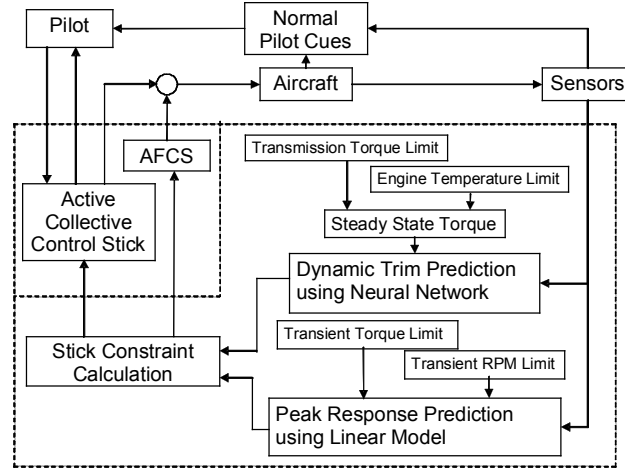 Pilot
Normal
Pilot Cues
Aircraft
Sensors
AFCS
Transmission Torque Limit
Engine Temperature Limit
Active
Collective
Control Stick
Steady State Torque
Dynamic Trim Prediction
using Neural Network
Transient Torque Limit
Stick Constraint
Calculation
Transient RPM Limit
Peak Response Prediction
using Linear Model